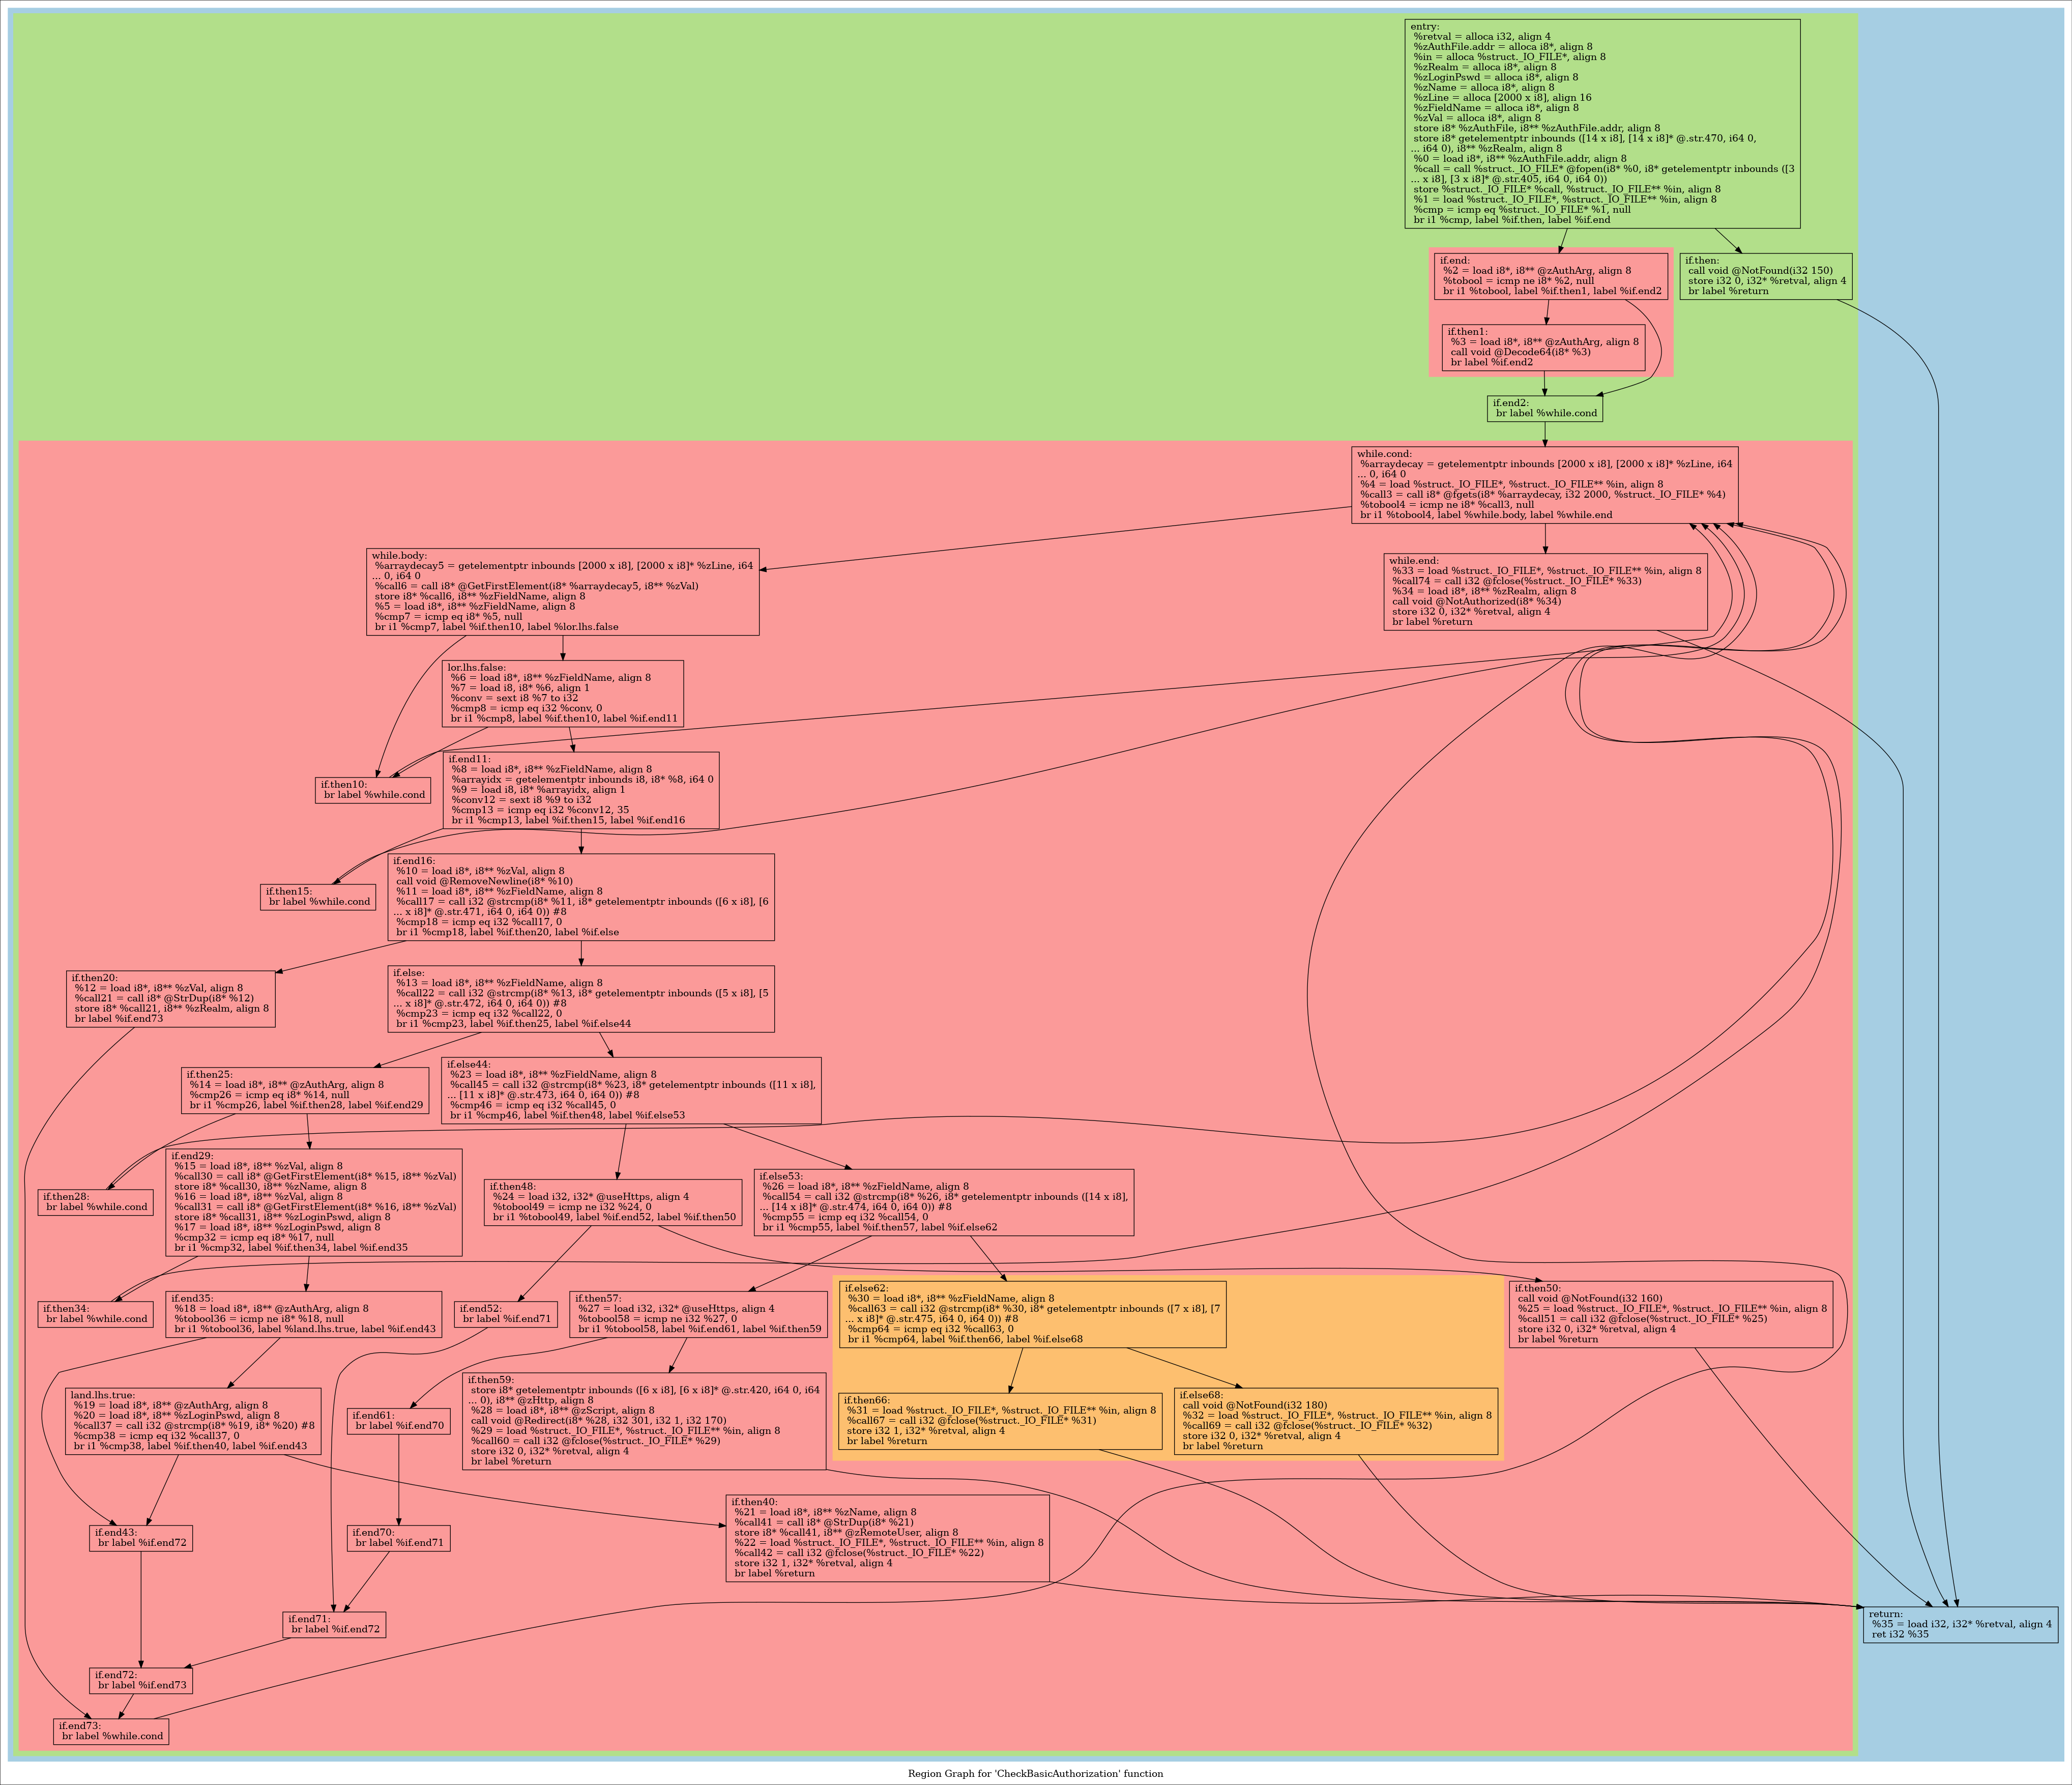 entry:
%retval = alloca i32, align 4
%zAuthFile.addr = alloca i8*, align 8
%in = alloca %struct._IO_FILE*, align 8
%zRealm = alloca i8*, align 8
%zLoginPswd = alloca i8*, align 8
%zName = alloca i8*, align 8
%zLine = alloca [2000 x i8], align 16
%zFieldName = alloca i8*, align 8
%zVal = alloca i8*, align 8
store i8* %zAuthFile, i8** %zAuthFile.addr, align 8
store i8* getelementptr inbounds ([14 x i8], [14 x i8]* @.str.470, i64 0,
... i64 0), i8** %zRealm, align 8
%0 = load i8*, i8** %zAuthFile.addr, align 8
%call = call %struct._IO_FILE* @fopen(i8* %0, i8* getelementptr inbounds ([3
... x i8], [3 x i8]* @.str.405, i64 0, i64 0))
store %struct._IO_FILE* %call, %struct._IO_FILE** %in, align 8
%1 = load %struct._IO_FILE*, %struct._IO_FILE** %in, align 8
%cmp = icmp eq %struct._IO_FILE* %1, null
br i1 %cmp, label %if.then, label %if.end
if.end:
%2 = load i8*, i8** @zAuthArg, align 8
%tobool = icmp ne i8* %2, null
br i1 %tobool, label %if.then1, label %if.end2
if.then:
call void @NotFound(i32 150)
store i32 0, i32* %retval, align 4
br label %return
if.then1:
%3 = load i8*, i8** @zAuthArg, align 8
call void @Decode64(i8* %3)
br label %if.end2
if.end2:
br label %while.cond
while.cond:
%arraydecay = getelementptr inbounds [2000 x i8], [2000 x i8]* %zLine, i64
... 0, i64 0
%4 = load %struct._IO_FILE*, %struct._IO_FILE** %in, align 8
%call3 = call i8* @fgets(i8* %arraydecay, i32 2000, %struct._IO_FILE* %4)
%tobool4 = icmp ne i8* %call3, null
br i1 %tobool4, label %while.body, label %while.end
while.body:
%arraydecay5 = getelementptr inbounds [2000 x i8], [2000 x i8]* %zLine, i64
... 0, i64 0
%call6 = call i8* @GetFirstElement(i8* %arraydecay5, i8** %zVal)
store i8* %call6, i8** %zFieldName, align 8
%5 = load i8*, i8** %zFieldName, align 8
%cmp7 = icmp eq i8* %5, null
br i1 %cmp7, label %if.then10, label %lor.lhs.false
while.end:
%33 = load %struct._IO_FILE*, %struct._IO_FILE** %in, align 8
%call74 = call i32 @fclose(%struct._IO_FILE* %33)
%34 = load i8*, i8** %zRealm, align 8
call void @NotAuthorized(i8* %34)
store i32 0, i32* %retval, align 4
br label %return
lor.lhs.false:
%6 = load i8*, i8** %zFieldName, align 8
%7 = load i8, i8* %6, align 1
%conv = sext i8 %7 to i32
%cmp8 = icmp eq i32 %conv, 0
br i1 %cmp8, label %if.then10, label %if.end11
if.then10:
br label %while.cond
if.end11:
%8 = load i8*, i8** %zFieldName, align 8
%arrayidx = getelementptr inbounds i8, i8* %8, i64 0
%9 = load i8, i8* %arrayidx, align 1
%conv12 = sext i8 %9 to i32
%cmp13 = icmp eq i32 %conv12, 35
br i1 %cmp13, label %if.then15, label %if.end16
if.then15:
br label %while.cond
if.end16:
%10 = load i8*, i8** %zVal, align 8
call void @RemoveNewline(i8* %10)
%11 = load i8*, i8** %zFieldName, align 8
%call17 = call i32 @strcmp(i8* %11, i8* getelementptr inbounds ([6 x i8], [6
... x i8]* @.str.471, i64 0, i64 0)) #8
%cmp18 = icmp eq i32 %call17, 0
br i1 %cmp18, label %if.then20, label %if.else
if.then20:
%12 = load i8*, i8** %zVal, align 8
%call21 = call i8* @StrDup(i8* %12)
store i8* %call21, i8** %zRealm, align 8
br label %if.end73
if.else:
%13 = load i8*, i8** %zFieldName, align 8
%call22 = call i32 @strcmp(i8* %13, i8* getelementptr inbounds ([5 x i8], [5
... x i8]* @.str.472, i64 0, i64 0)) #8
%cmp23 = icmp eq i32 %call22, 0
br i1 %cmp23, label %if.then25, label %if.else44
if.then25:
%14 = load i8*, i8** @zAuthArg, align 8
%cmp26 = icmp eq i8* %14, null
br i1 %cmp26, label %if.then28, label %if.end29
if.else44:
%23 = load i8*, i8** %zFieldName, align 8
%call45 = call i32 @strcmp(i8* %23, i8* getelementptr inbounds ([11 x i8],
... [11 x i8]* @.str.473, i64 0, i64 0)) #8
%cmp46 = icmp eq i32 %call45, 0
br i1 %cmp46, label %if.then48, label %if.else53
if.then28:
br label %while.cond
if.end29:
%15 = load i8*, i8** %zVal, align 8
%call30 = call i8* @GetFirstElement(i8* %15, i8** %zVal)
store i8* %call30, i8** %zName, align 8
%16 = load i8*, i8** %zVal, align 8
%call31 = call i8* @GetFirstElement(i8* %16, i8** %zVal)
store i8* %call31, i8** %zLoginPswd, align 8
%17 = load i8*, i8** %zLoginPswd, align 8
%cmp32 = icmp eq i8* %17, null
br i1 %cmp32, label %if.then34, label %if.end35
if.then48:
%24 = load i32, i32* @useHttps, align 4
%tobool49 = icmp ne i32 %24, 0
br i1 %tobool49, label %if.end52, label %if.then50
if.else53:
%26 = load i8*, i8** %zFieldName, align 8
%call54 = call i32 @strcmp(i8* %26, i8* getelementptr inbounds ([14 x i8],
... [14 x i8]* @.str.474, i64 0, i64 0)) #8
%cmp55 = icmp eq i32 %call54, 0
br i1 %cmp55, label %if.then57, label %if.else62
if.then34:
br label %while.cond
if.end35:
%18 = load i8*, i8** @zAuthArg, align 8
%tobool36 = icmp ne i8* %18, null
br i1 %tobool36, label %land.lhs.true, label %if.end43
if.end52:
br label %if.end71
if.then57:
%27 = load i32, i32* @useHttps, align 4
%tobool58 = icmp ne i32 %27, 0
br i1 %tobool58, label %if.end61, label %if.then59
if.else62:
%30 = load i8*, i8** %zFieldName, align 8
%call63 = call i32 @strcmp(i8* %30, i8* getelementptr inbounds ([7 x i8], [7
... x i8]* @.str.475, i64 0, i64 0)) #8
%cmp64 = icmp eq i32 %call63, 0
br i1 %cmp64, label %if.then66, label %if.else68
if.then50:
call void @NotFound(i32 160)
%25 = load %struct._IO_FILE*, %struct._IO_FILE** %in, align 8
%call51 = call i32 @fclose(%struct._IO_FILE* %25)
store i32 0, i32* %retval, align 4
br label %return
land.lhs.true:
%19 = load i8*, i8** @zAuthArg, align 8
%20 = load i8*, i8** %zLoginPswd, align 8
%call37 = call i32 @strcmp(i8* %19, i8* %20) #8
%cmp38 = icmp eq i32 %call37, 0
br i1 %cmp38, label %if.then40, label %if.end43
if.end61:
br label %if.end70
if.then59:
store i8* getelementptr inbounds ([6 x i8], [6 x i8]* @.str.420, i64 0, i64
... 0), i8** @zHttp, align 8
%28 = load i8*, i8** @zScript, align 8
call void @Redirect(i8* %28, i32 301, i32 1, i32 170)
%29 = load %struct._IO_FILE*, %struct._IO_FILE** %in, align 8
%call60 = call i32 @fclose(%struct._IO_FILE* %29)
store i32 0, i32* %retval, align 4
br label %return
if.then66:
%31 = load %struct._IO_FILE*, %struct._IO_FILE** %in, align 8
%call67 = call i32 @fclose(%struct._IO_FILE* %31)
store i32 1, i32* %retval, align 4
br label %return
if.else68:
call void @NotFound(i32 180)
%32 = load %struct._IO_FILE*, %struct._IO_FILE** %in, align 8
%call69 = call i32 @fclose(%struct._IO_FILE* %32)
store i32 0, i32* %retval, align 4
br label %return
if.end43:
br label %if.end72
if.end70:
br label %if.end71
if.then40:
%21 = load i8*, i8** %zName, align 8
%call41 = call i8* @StrDup(i8* %21)
store i8* %call41, i8** @zRemoteUser, align 8
%22 = load %struct._IO_FILE*, %struct._IO_FILE** %in, align 8
%call42 = call i32 @fclose(%struct._IO_FILE* %22)
store i32 1, i32* %retval, align 4
br label %return
if.end71:
br label %if.end72
return:
%35 = load i32, i32* %retval, align 4
ret i32 %35
if.end72:
br label %if.end73
if.end73:
br label %while.cond
Region Graph for 'CheckBasicAuthorization' function